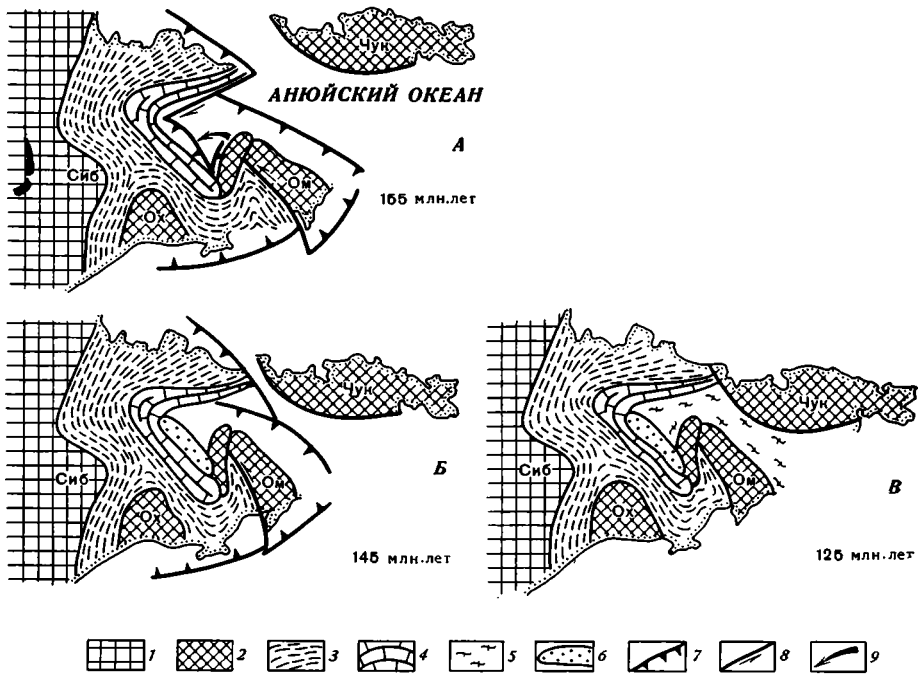 Чук
АНЮЙСКИЙ ОКЕАН
А
Сиб
Ом
155 млн.лет
Ох
Чук
Сиб
Б
Ом
Ох
145 млн.лет
Чук
Сиб
В
Ом
Ох
125 млн.лет
1 2 3 4 5 6 7 8 9